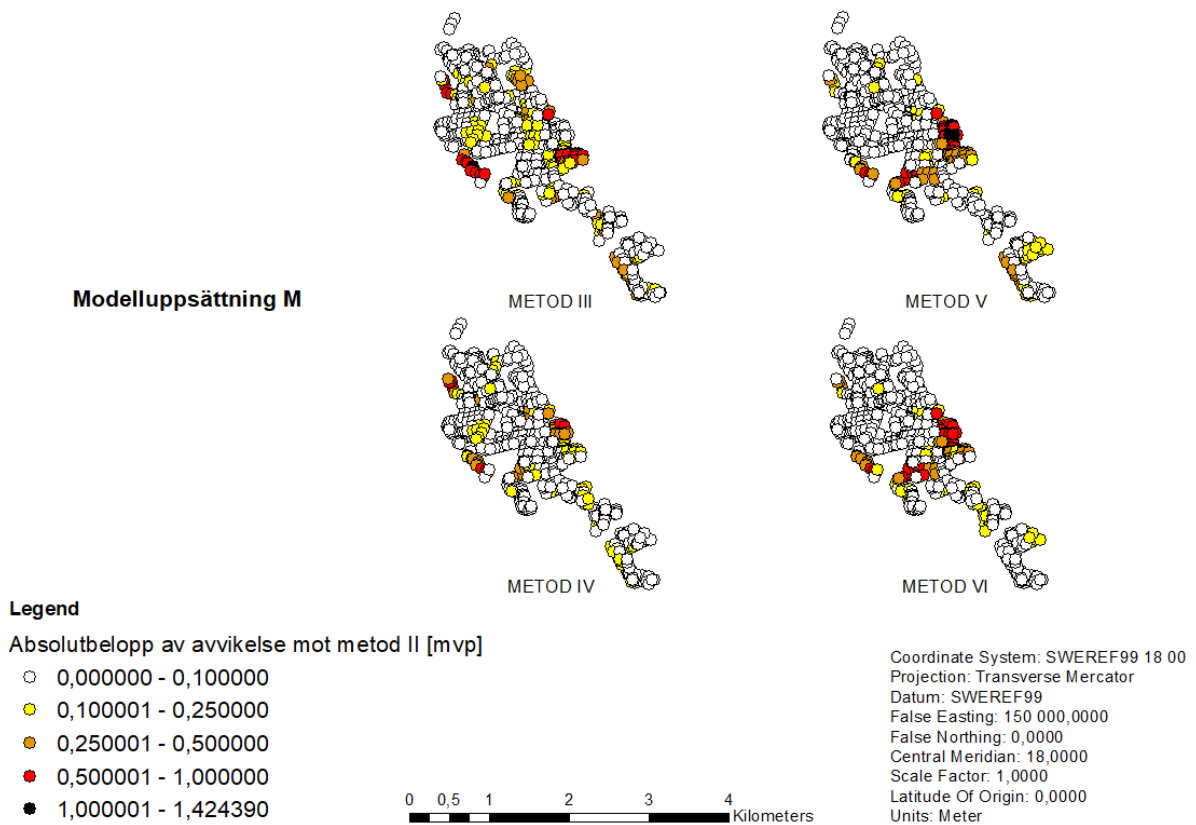 Modelluppsättning M
METOD III
METOD V
METOD IV
METOD VI
Legend
Absolutbelopp av avvikelse mot metod II [mvp]
0,000000 - 0,100000
0,100001 - 0,250000
0,250001 - 0,500000
0,500001 - 1,000000
1,000001 - 1,424390
0 0,5 1 2 3 4
Kilometers
Coordinate System: SWEREF99 18 00
Projection: Transverse Mercator
Datum: SWEREF99
False Easting: 150 000,0000
False Northing: 0,0000
Central Meridian: 18,0000
Scale Factor: 1,0000
Latitude Of Origin: 0,0000
Units: Meter